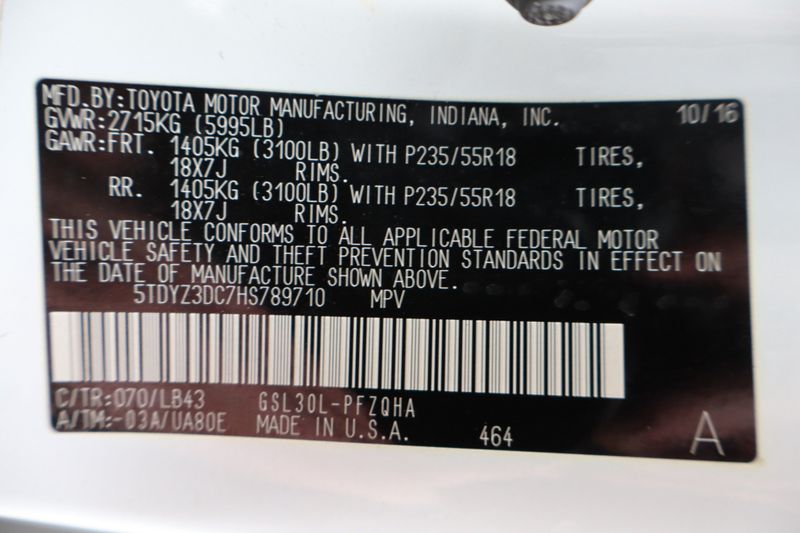 MFD.BY:TOYOTA MOTOR MANUFACTURING, INDIANA, INC. 10/16
GVWR:2715KG (5995LB)
GAWR:FRT. 1405KG (3100LB) WITH P235/55R18 TIRES,
18X7J RIMS.
RR. 1405KG (3100LB) WITH P235/55R18 TIRES,
18X7J RIMS.
THIS VEHICLE CONFORMS TO ALL APPLICABLE FEDERAL MOTOR
VEHICLE SAFETY AND THEFT PREVENTION STANDARDS IN EFFECT ON
THE DATE OF MANUFACTURE SHOWN ABOVE.
5TDYZ3DC7HS789710 MPV
C/TR:070/LB43 GSL30L-PFZQHA
A/TM:-03A/UA80E MADE IN U.S.A. 464 A